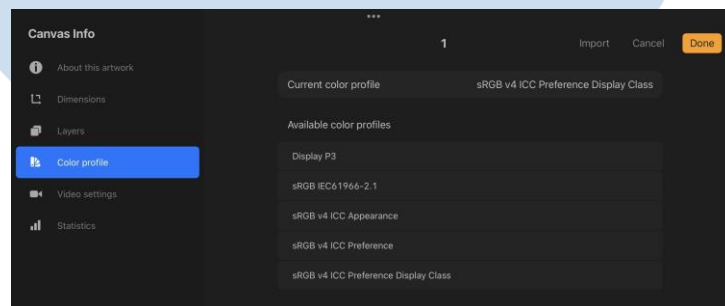 Canvas Info
1
Import Cancel Done
About this artwork
Dimensions
Layers
Color profile
Video settings
Statistics
Current color profile sRGB v4 ICC Preference Display Class
Available color profiles
Display P3
sRGB IEC61966-2.1
sRGB v4 ICC Appearance
sRGB v4 ICC Preference
sRGB v4 ICC Preference Display Class